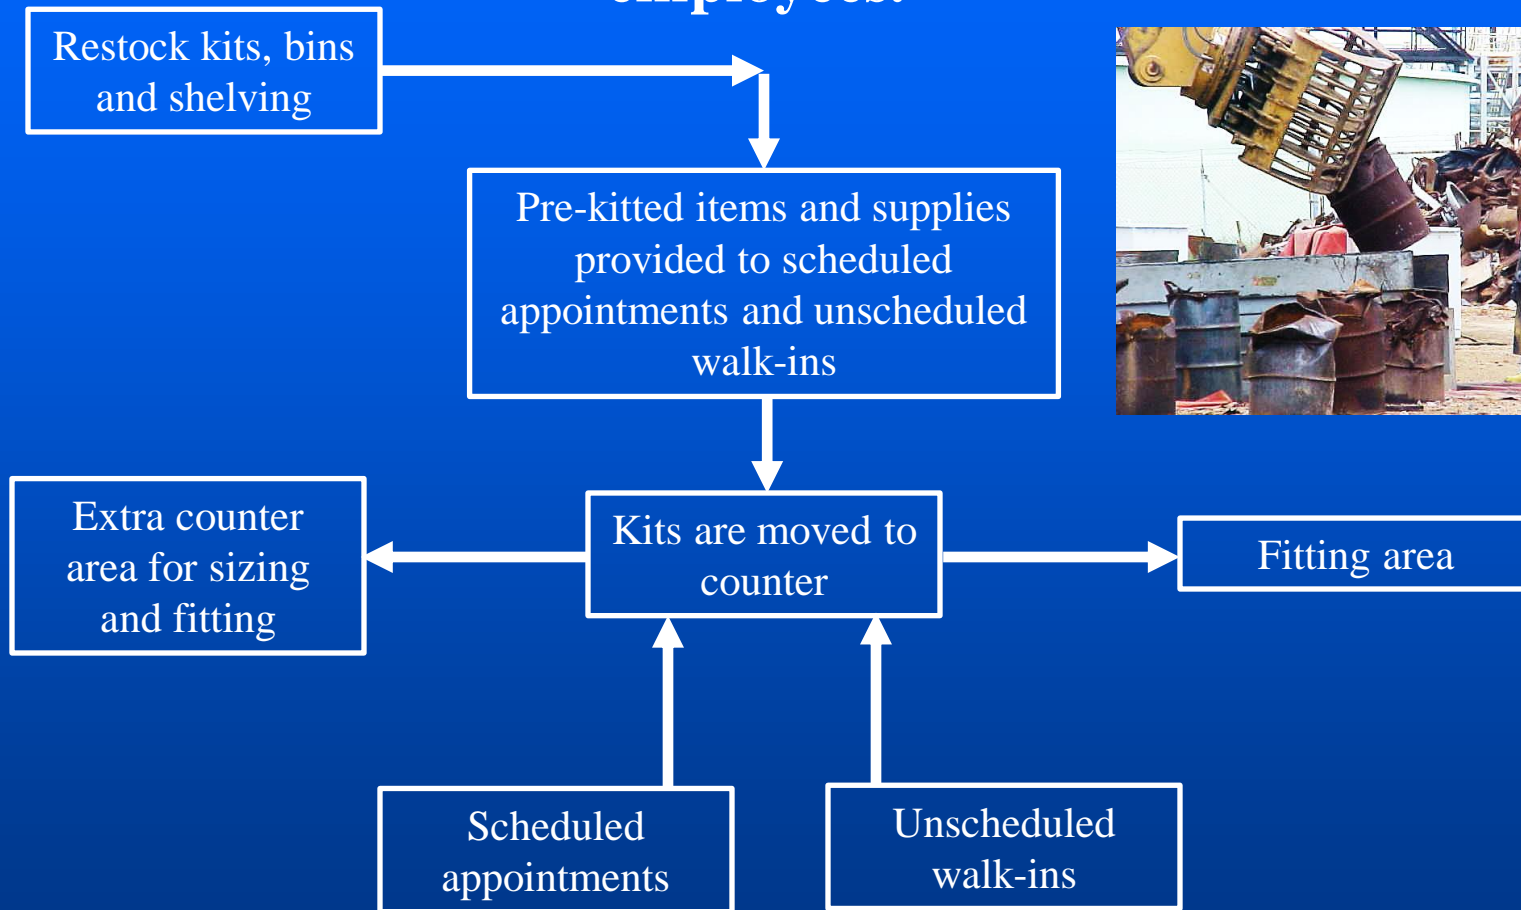 employees.
Restock kits, bins
and shelving
Pre-kitted items and supplies
provided to scheduled
appointments and unscheduled
walk-ins
Extra counter
area for sizing
and fitting
Kits are moved to
counter
Fitting area
Scheduled
appointments
Unscheduled
walk-ins